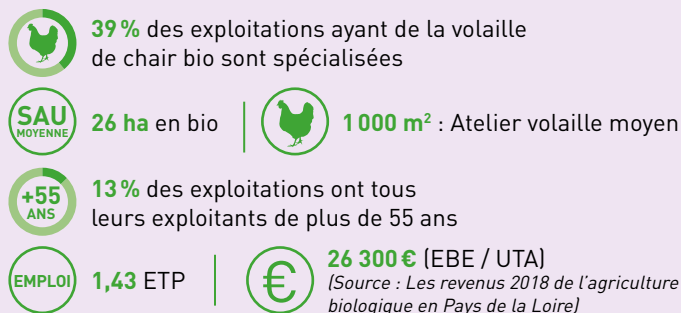 39 % des exploitations ayant de la volaille
de chair bio sont spécialisées
SAU
MOYENNE
26 ha en bio
1 000 m² : Atelier volaille moyen
+55
ANS
13 % des exploitations ont tous
leurs exploitants de plus de 55 ans
EMPLOI
1,43 ETP
€
26 300 € (EBE / UTA)
(Source : Les revenus 2018 de l'agriculture
biologique en Pays de la Loire)